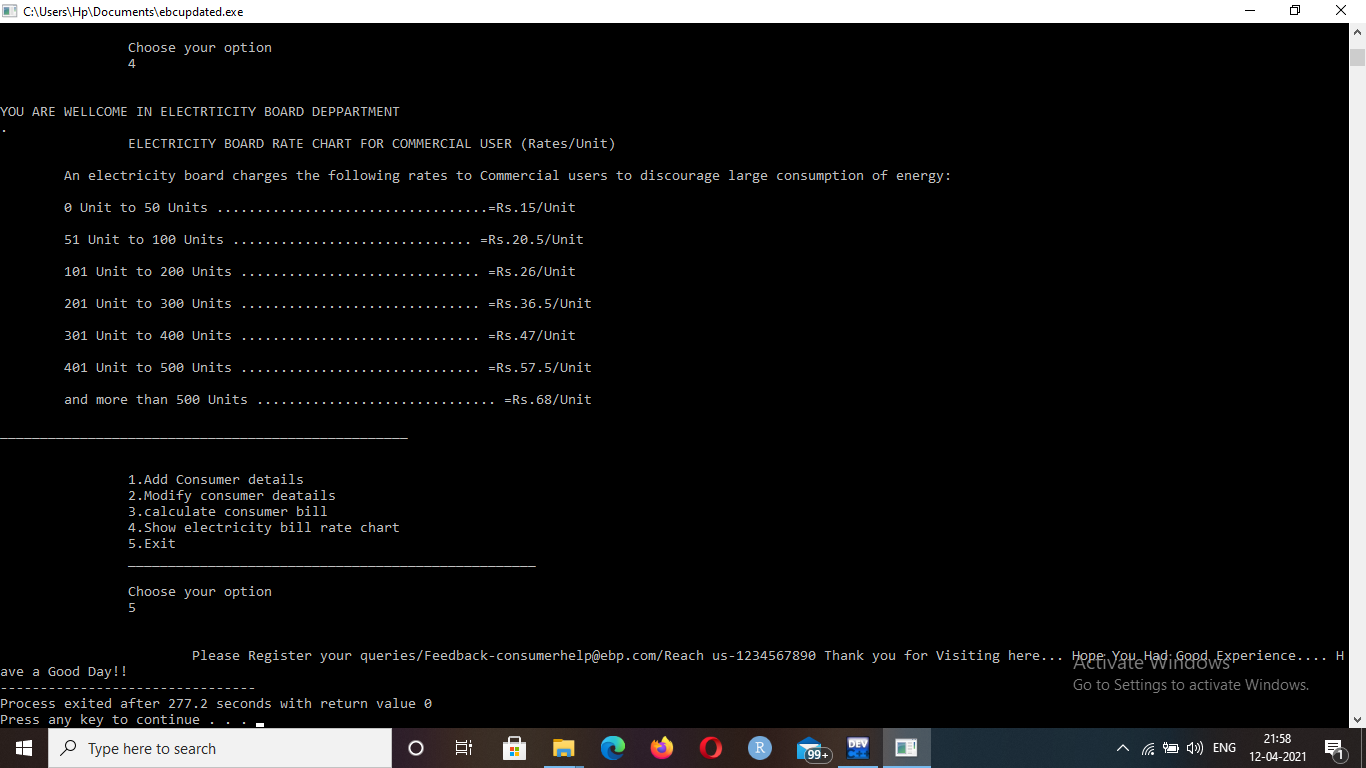 C:\Users\Hp\Documents\ebcupdated.exe
Choose your option
4
YOU ARE WELLCOME IN ELECTRTICITY BOARD DEPPARTMENT
.
ELECTRICITY BOARD RATE CHART FOR COMMERCIAL USER (Rates/Unit)
An electricity board charges the following rates to Commercial users to discourage large consumption of energy:
0 Unit to 50 Units ..................................=Rs.15/Unit
51 Unit to 100 Units .............................. =Rs.20.5/Unit
101 Unit to 200 Units .............................. =Rs.26/Unit
201 Unit to 300 Units .............................. =Rs.36.5/Unit
301 Unit to 400 Units .............................. =Rs.47/Unit
401 Unit to 500 Units .............................. =Rs.57.5/Unit
and more than 500 Units .............................. =Rs.68/Unit
___________________________________________________
1.Add Consumer details
2.Modify consumer deatails
3.calculate consumer bill
4.Show electricity bill rate chart
5.Exit
___________________________________________________
Choose your option
5
Please Register your queries/Feedback-consumerhelp@ebp.com/Reach us-1234567890 Thank you for Visiting here... Hope You Had Good Experience.... H
ave a Good Day!!
--------------------------------
Process exited after 277.2 seconds with return value 0
Press any key to continue . . .
Activate Windows
Go to Settings to activate Windows.
Type here to search
R
99+
DEV
C++
ENG
21:58
12-04-2021
1